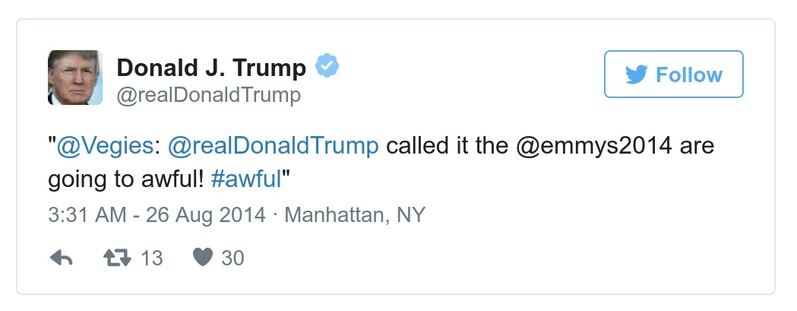 Donald J. Trump
@realDonaldTrump
Follow
"@Vegies: @realDonaldTrump called it the @emmys2014 are
going to awful! #awful"
3:31 AM - 26 Aug 2014 · Manhattan, NY
13 30